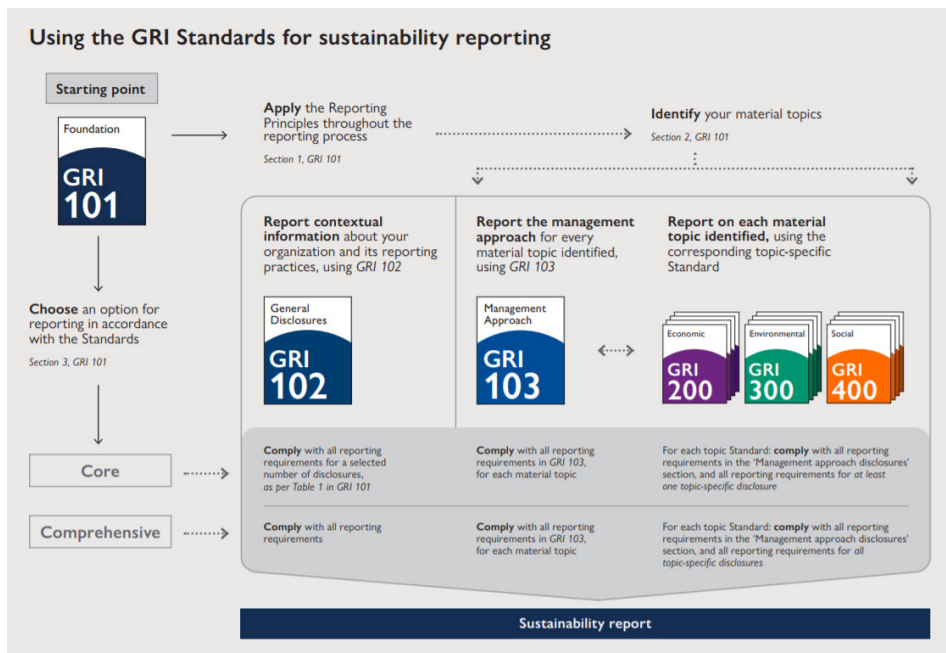 Using the GRI Standards for sustainability reporting
Starting point
Foundation
GRI
101
Apply the Reporting
Principles throughout the
reporting process
Section 1, GRI 101
Identify your material topics
Section 2, GRI 101
Choose an option for
reporting in accordance
with the Standards
Section 3, GRI 101
Report contextual
information about your
organization and its reporting
practices, using GRI 102
General
Disclosures
GRI
102
Report the management
approach for every
material topic identified,
using GRI 103
Management
Approach
GRI
103
Report on each material
topic identified, using the
corresponding topic-specific
Standard
Economic
GRI
200
Environmental
GRI
300
Social
GRI
400
Core
Comply with all reporting
requirements for a selected
number of disclosures,
as per Table 1 in GRI 101
Comply with all reporting
requirements in GRI 103,
for each material topic
For each topic Standard: comply with all reporting
requirements in the ‘Management approach disclosures’
section, and all reporting requirements for at least
one topic-specific disclosure
Comprehensive
Comply with all reporting
requirements
Comply with all reporting
requirements in GRI 103,
for each material topic
For each topic Standard: comply with all reporting
requirements in the ‘Management approach disclosures’
section, and all reporting requirements for all
topic-specific disclosures
Sustainability report